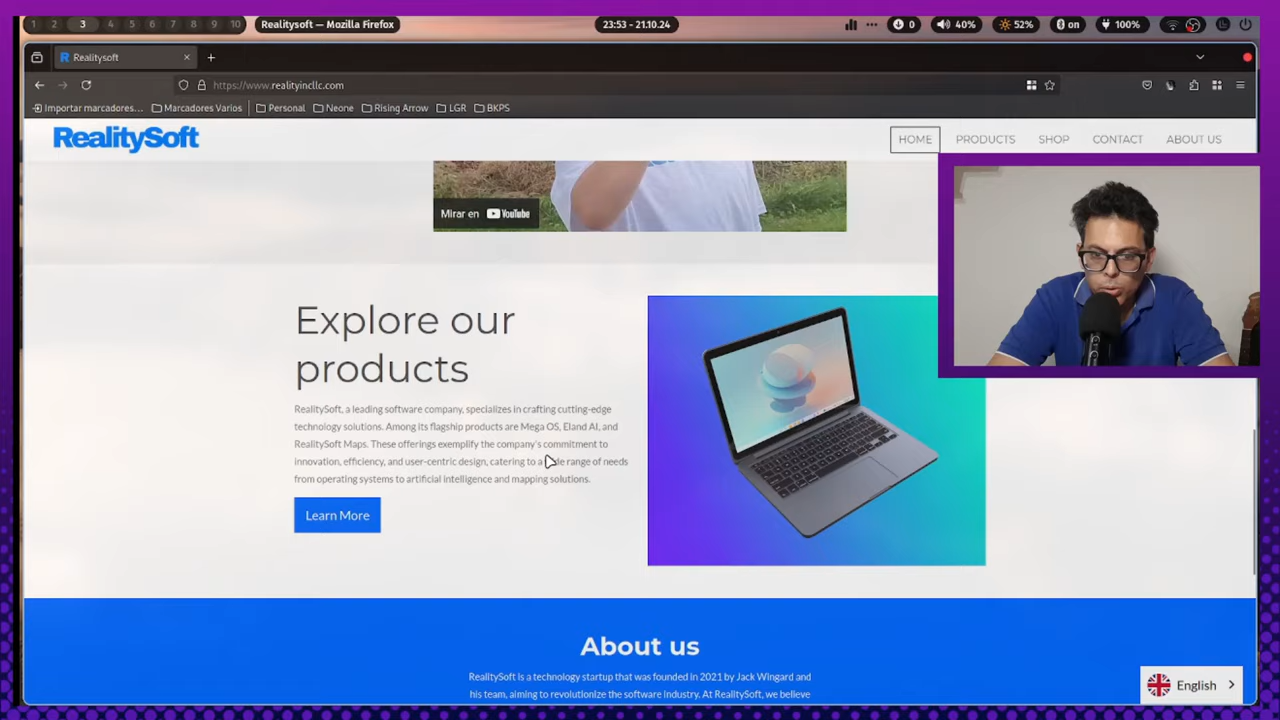 1 2 3 4 5 6 7 8 9 10
Realitysoft — Mozilla Firefox
23:53 - 21.10.24
0
40%
52%
on
100%
Realitysoft
https://www.realityincllc.com
Importar marcadores...
Marcadores Varios
Personal
Neone
Rising Arrow
LGR
BKPS
RealitySoft
HOME
PRODUCTS
SHOP
CONTACT
ABOUT US
Mirar en YouTube
Explore our
products
RealitySoft, a leading software company, specializes in crafting cutting-edge
technology solutions. Among its flagship products are Mega OS, Eland AI, and
RealitySoft Maps. These offerings exemplify the company's commitment to
innovation, efficiency, and user-centric design, catering to a range of needs
from operating systems to artificial intelligence and mapping solutions.
Learn More
About us
RealitySoft is a technology startup that was founded in 2021 by Jack Wingard and
his team, aiming to revolutionize the software industry. At RealitySoft, we believe
English